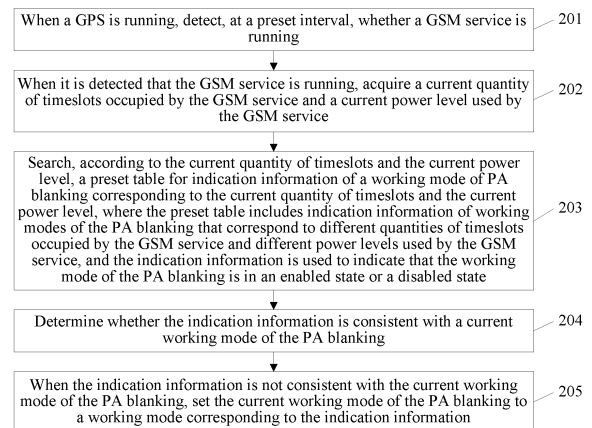 When a GPS is running, detect, at a preset interval, whether a GSM service is
running
201
When it is detected that the GSM service is running, acquire a current quantity
of timeslots occupied by the GSM service and a current power level used by
the GSM service
202
Search, according to the current quantity of timeslots and the current power
level, a preset table for indication information of a working mode of PA
blanking corresponding to the current quantity of timeslots and the current
power level, where the preset table includes indication information of working
modes of the PA blanking that correspond to different quantities of timeslots
occupied by the GSM service and different power levels used by the GSM
service, and the indication information is used to indicate that the working
mode of the PA blanking is in an enabled state or a disabled state
203
Determine whether the indication information is consistent with a current
working mode of the PA blanking
204
When the indication information is not consistent with the current working
mode of the PA blanking, set the current working mode of the PA blanking to
a working mode corresponding to the indication information
205